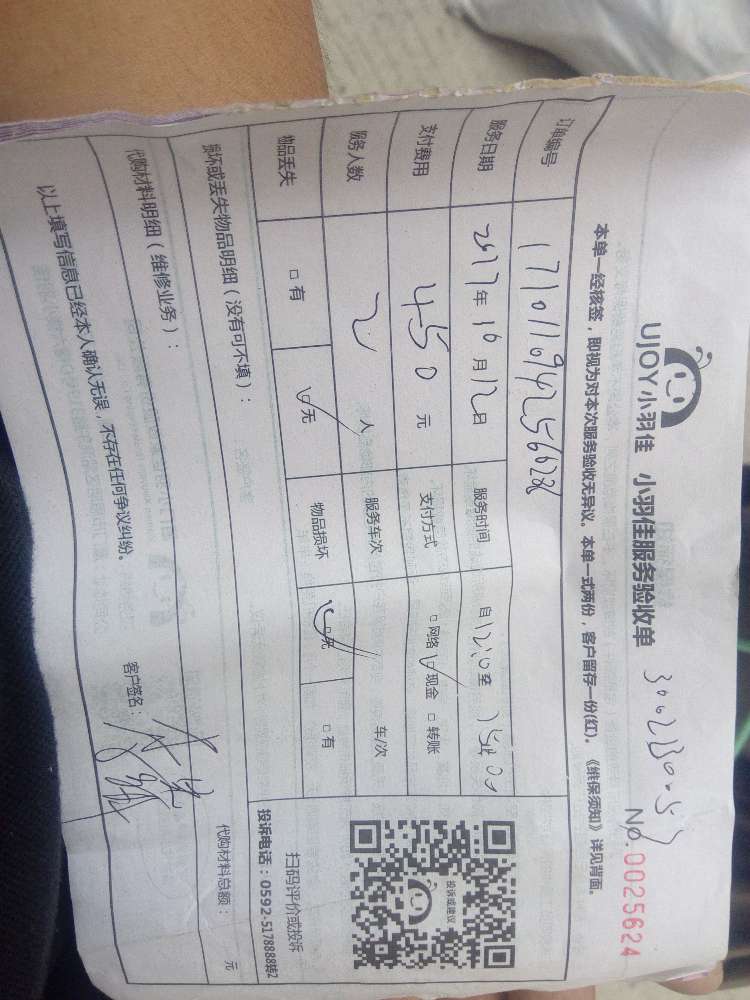 UJOY小羽佳 小羽佳服务验收单
No.0025624
本单一经核签，即视为对本次服务验收无异议。本单一式两份，客户留存一份(红)。《维保须知》详见背面。
订单编号
服务日期 2017年10月12日 服务时间 自12:0至
支付费用 450 元 支付方式 □网络 ☑现金 □转账
服务人数 2 人 服务车次 车/次
物品丢失 □有 ☑无 物品损坏 ☑无 □有
投诉或建议
扫码评价或投诉
投诉电话：0592-5178888转2
损坏或丢失物品明细（没有可不填）：
代购材料明细（维修业务）： 代购材料总额： 元
以上填写信息已经本人确认无误，不存在任何争议纠纷。 客户签名：